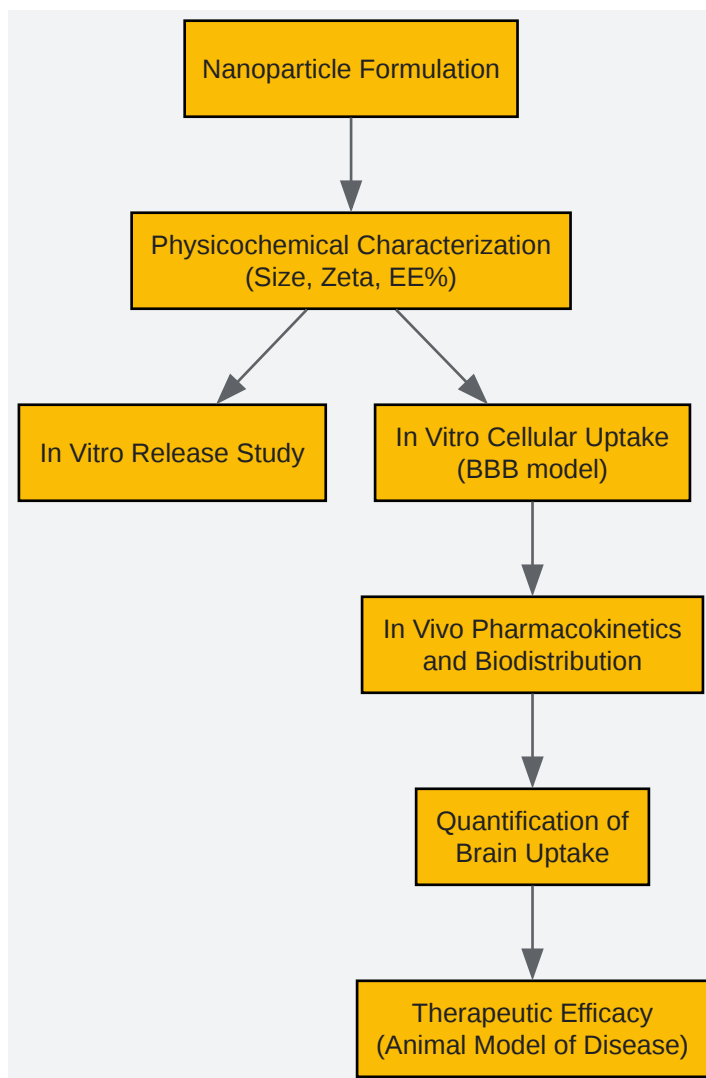 Nanoparticle Formulation
Physicochemical Characterization
(Size, Zeta, EE%)
In Vitro Release Study
In Vitro Cellular Uptake
(BBB model)
In Vivo Pharmacokinetics
and Biodistribution
Quantification of
Brain Uptake
Therapeutic Efficacy
(Animal Model of Disease)